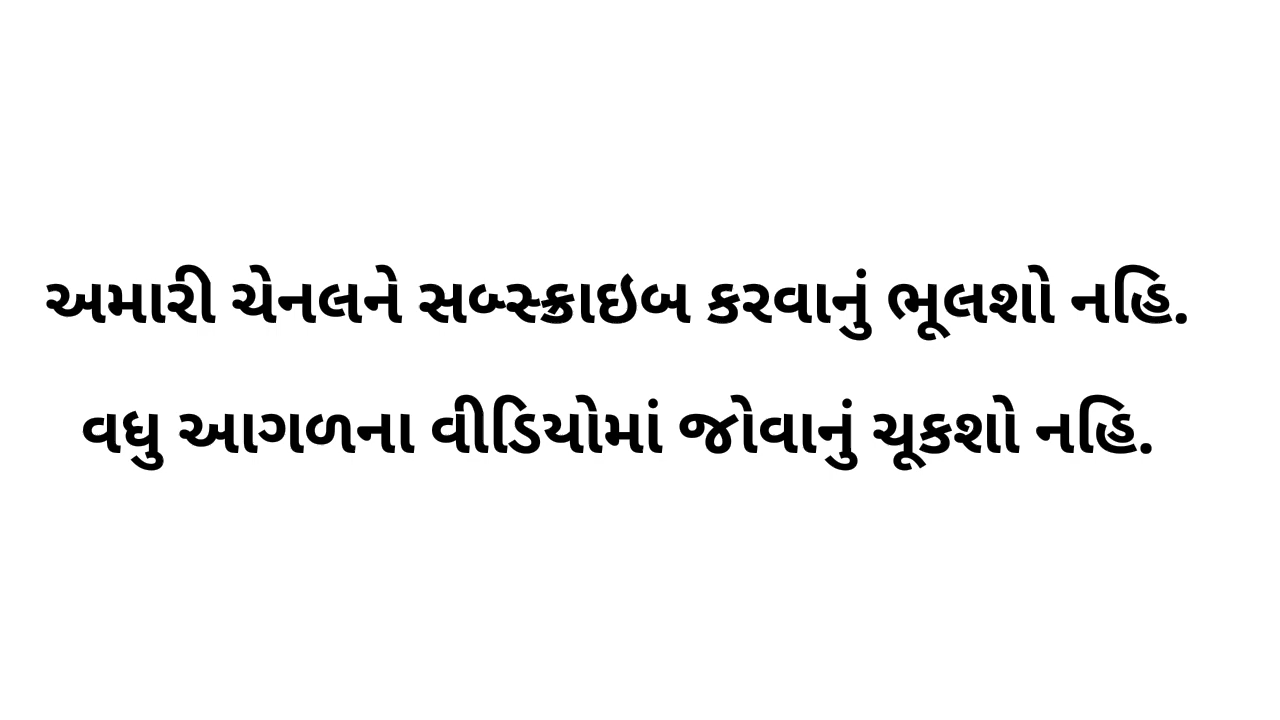 અમારી ચેનલને સબ્સ્ક્રાઇબ કરવાનું ભૂલશો નહિ.
વધુ આગળના વીડિયોમાં જોવાનું ચૂકશો નહિ.